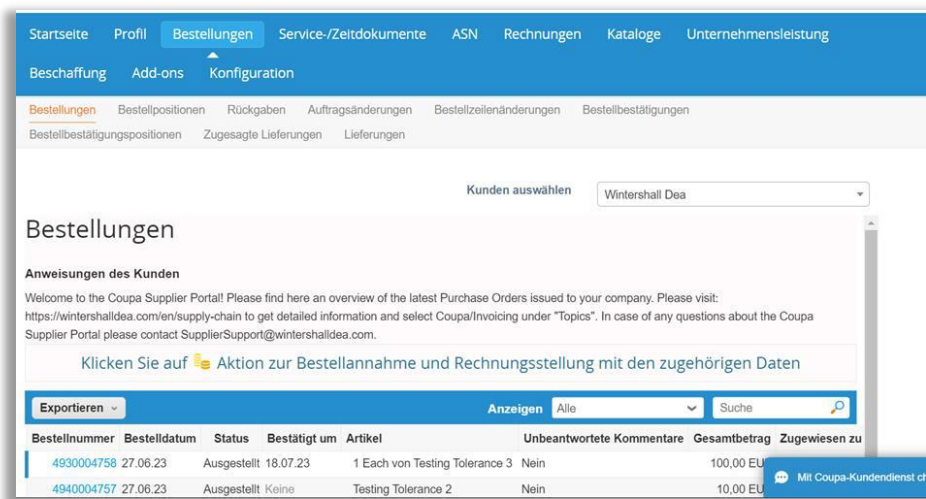 Startseite Profil Bestellungen Service-/Zeitdokumente ASN Rechnungen Kataloge Unternehmensleistung
Beschaffung Add-ons Konfiguration
Bestellungen Bestellpositionen Rückgaben Auftragsänderungen Bestellzeilenänderungen Bestellbestätigungen
Bestellbestätigungspositionen Zugesagte Lieferungen Lieferungen
Kunden auswählen Wintershall Dea
Bestellungen
Anweisungen des Kunden
Welcome to the Coupa Supplier Portal! Please find here an overview of the latest Purchase Orders issued to your company. Please visit:
https://wintershalldea.com/en/supply-chain to get detailed information and select Coupa/Invoicing under "Topics". In case of any questions about the Coupa
Supplier Portal please contact SupplierSupport@wintershalldea.com.
Klicken Sie auf Aktion zur Bestellannahme und Rechnungsstellung mit den zugehörigen Daten
Exportieren Anzeigen Alle Suche
Bestellnummer Bestelldatum Status Bestätigt um Artikel Unbeantwortete Kommentare Gesamtbetrag Zugewiesen zu
4930004758 27.06.23 Ausgestellt 18.07.23 1 Each von Testing Tolerance 3 Nein 100,00 EU
4940004757 27.06.23 Ausgestellt Keine Testing Tolerance 2 Nein 10,00 EU
Mit Coupa-Kundendienst ch